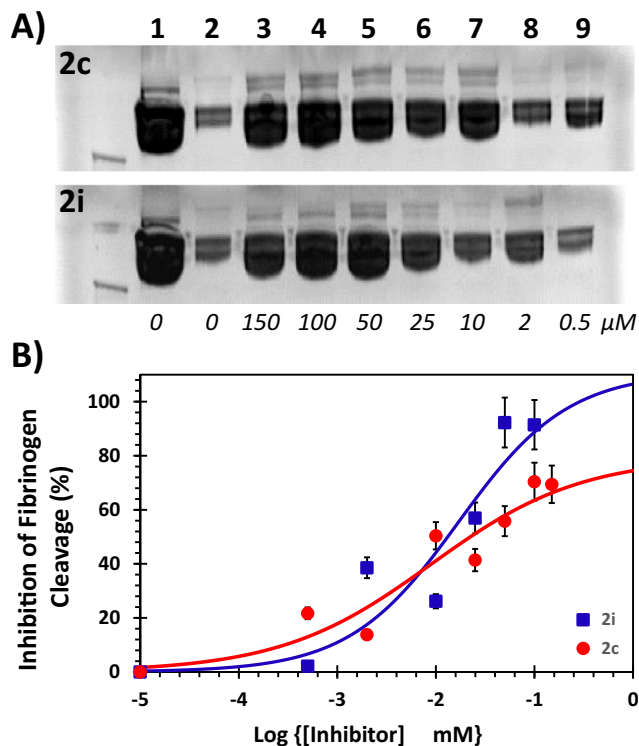 A)
1 2 3 4 5 6 7 8 9
2c
2i
0 0 150 100 50 25 10 2 0.5 μM
B)
Inhibition of Fibrinogen
Cleavage (%)
100
80
60
40
20
0
2i
2c
-5 -4 -3 -2 -1 0
Log {[Inhibitor] mM}